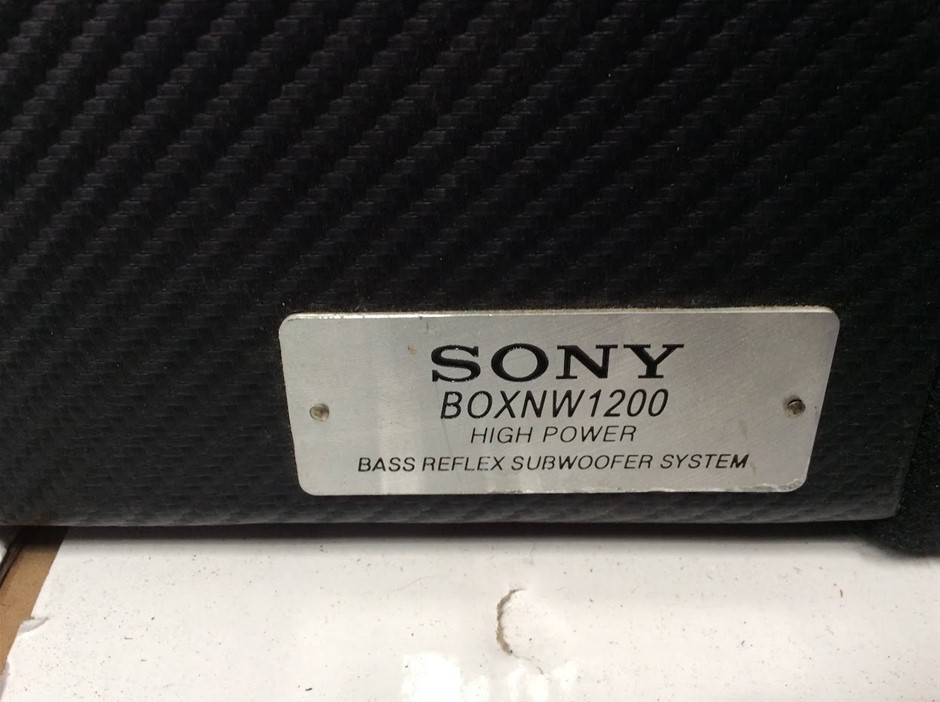 SONY
BOXNW1200
HIGH POWER
BASS REFLEX SUBWOOFER SYSTEM